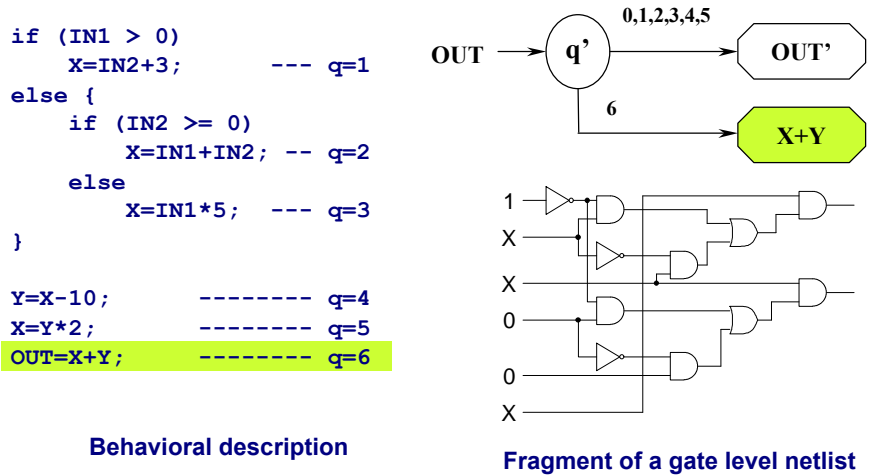 if (IN1 > 0)
X=IN2+3; --- q=1
else {
if (IN2 >= 0)
X=IN1+IN2; -- q=2
else
X=IN1*5; --- q=3
}
Y=X-10; -------- q=4
X=Y*2; -------- q=5
OUT=X+Y; -------- q=6
Behavioral description
0,1,2,3,4,5
OUT
q’
OUT’
6
X+Y
1
X
X
0
0
X
Fragment of a gate level netlist